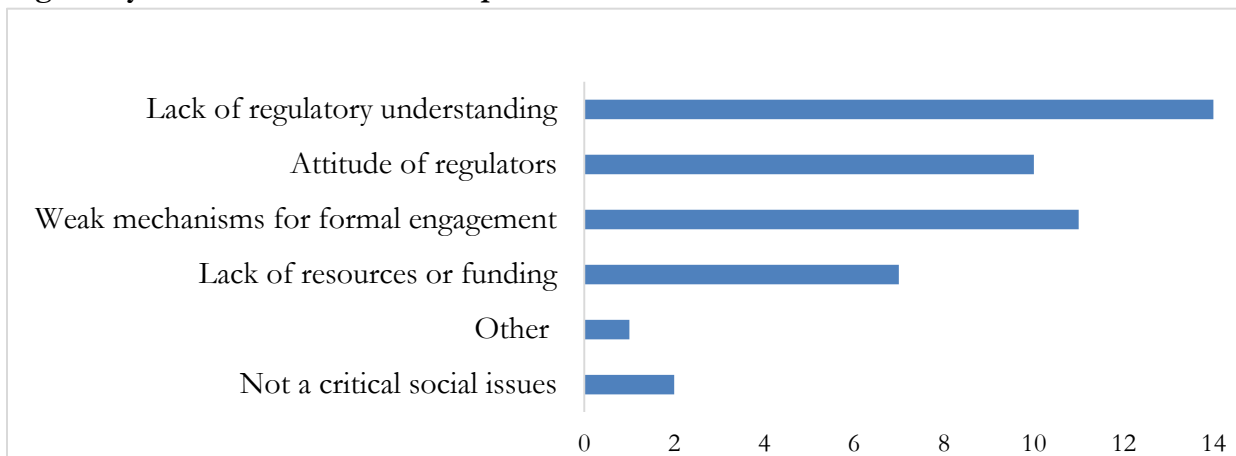 Lack of regulatory understanding
Attitude of regulators
Weak mechanisms for formal engagement
Lack of resources or funding
Other
Not a critical social issues
0 2 4 6 8 10 12 14